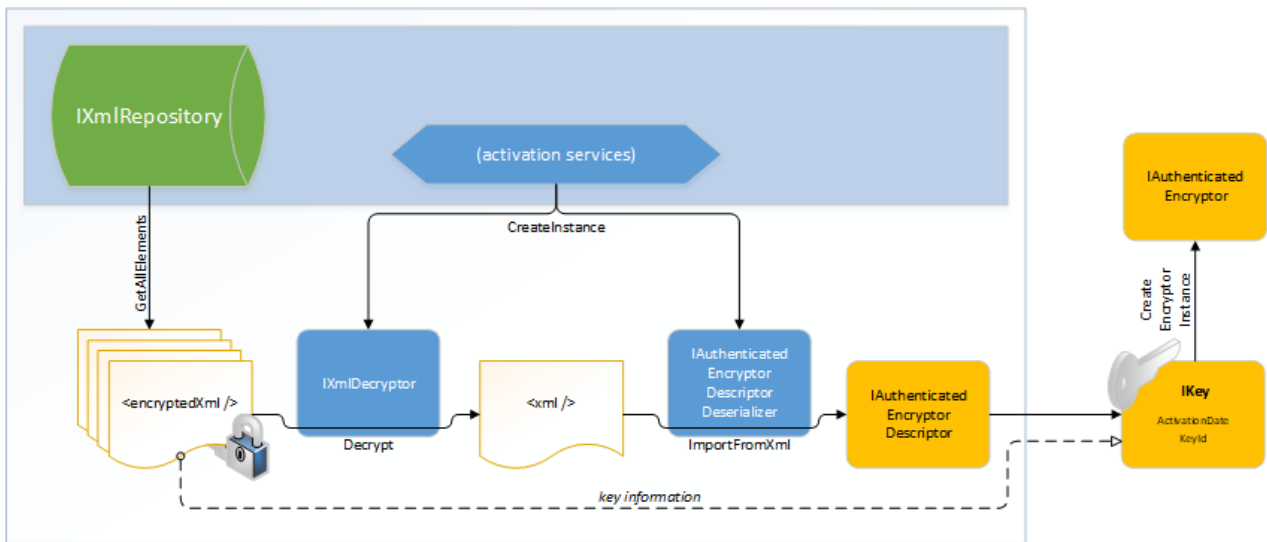 IXmlRepository
(activation services)
CreateInstance
GetAllElements
<encryptedXml />
IXmlDecryptor
Decrypt
<xml />
IAuthenticated
Encryptor
Descriptor
Deserializer
ImportFromXml
IAuthenticated
Encryptor
Descriptor
key information
IAuthenticated
Encryptor
Create
Encryptor
Instance
IKey
ActivationDate
KeyId